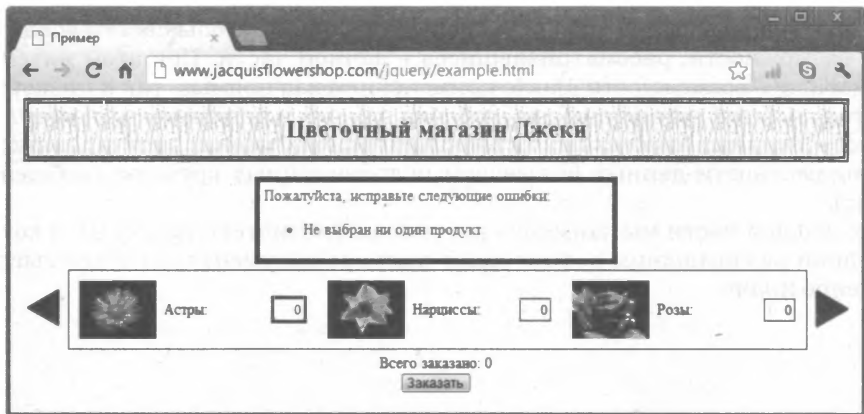 Пример
www.jacquisflowershop.com/jquery/example.html
Цветочный магазин Джеки
Пожалуйста, исправьте следующие ошибки:
• Не выбран ни один продукт
Астры: 0 Нарциссы: 0 Розы: 0
Всего заказано: 0
Заказать